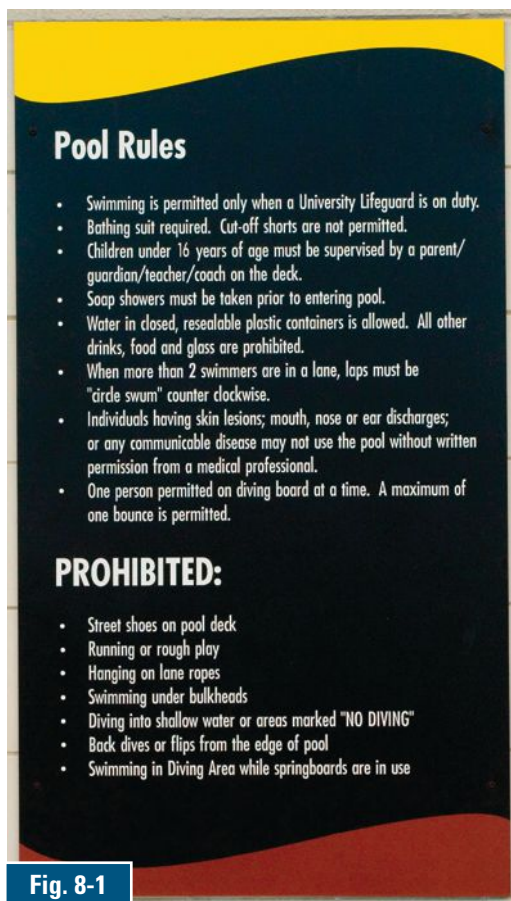 Pool Rules
• Swimming is permitted only when a University Lifeguard is on duty.
• Bathing suit required. Cut-off shorts are not permitted.
• Children under 16 years of age must be supervised by a parent/
guardian/teacher/coach on the deck.
• Soap showers must be taken prior to entering pool.
• Water in closed, resealable plastic containers is allowed. All other
drinks, food and glass are prohibited.
• When more than 2 swimmers are in a lane, laps must be
"circle swum" counter clockwise.
• Individuals having skin lesions; mouth, nose or ear discharges;
or any communicable disease may not use the pool without written
permission from a medical professional.
• One person permitted on diving board at a time. A maximum of
one bounce is permitted.
PROHIBITED:
• Street shoes on pool deck
• Running or rough play
• Hanging on lane ropes
• Swimming under bulkheads
• Diving into shallow water or areas marked "NO DIVING"
• Back dives or flips from the edge of pool
• Swimming in Diving Area while springboards are in use
Fig. 8-1